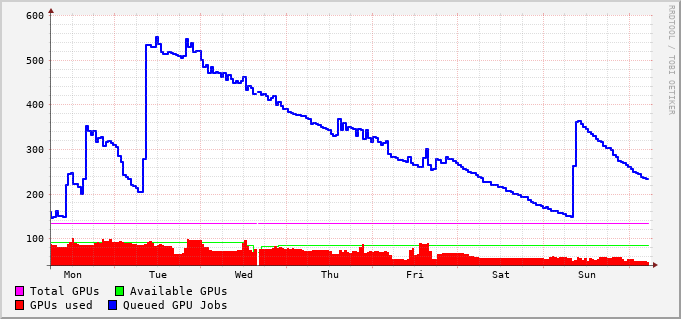 600
500
400
300
200
100
Mon Tue Wed Thu Fri Sat Sun
Total GPUs Available GPUs
GPUs used Queued GPU Jobs
RRDTOOL / TOBI OETIKER